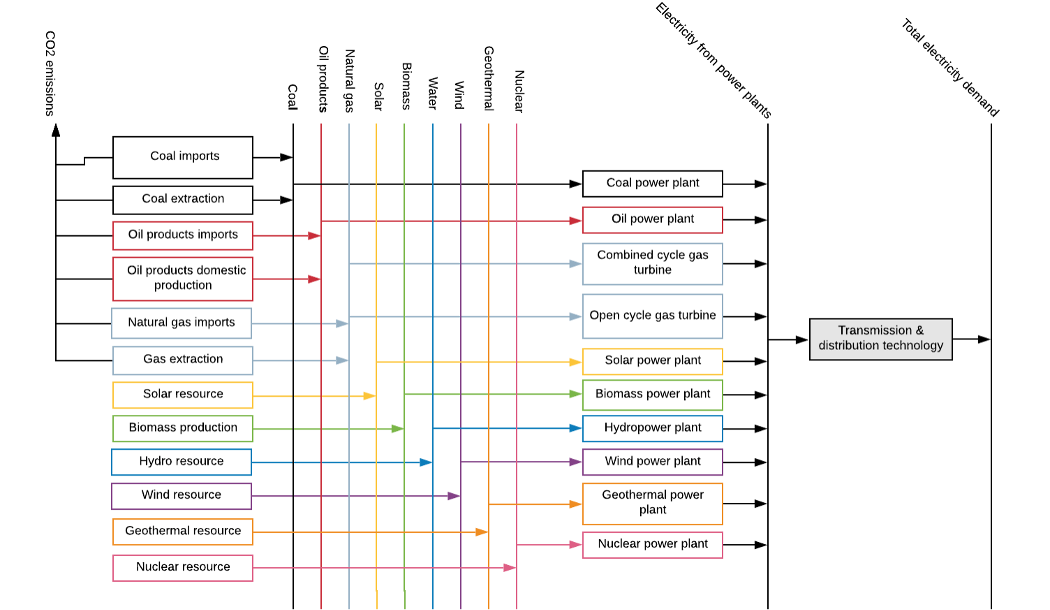 CO2 emissions
Coal
Oil products
Natural gas
Solar
Biomass
Water
Wind
Geothermal
Nuclear
Electricity from power plants
Total electricity demand
Coal imports
Coal extraction
Oil products imports
Oil products domestic
production
Natural gas imports
Gas extraction
Solar resource
Biomass production
Hydro resource
Wind resource
Geothermal resource
Nuclear resource
Coal power plant
Oil power plant
Combined cycle gas
turbine
Open cycle gas turbine
Solar power plant
Biomass power plant
Hydropower plant
Wind power plant
Geothermal power
plant
Nuclear power plant
Transmission &
distribution technology